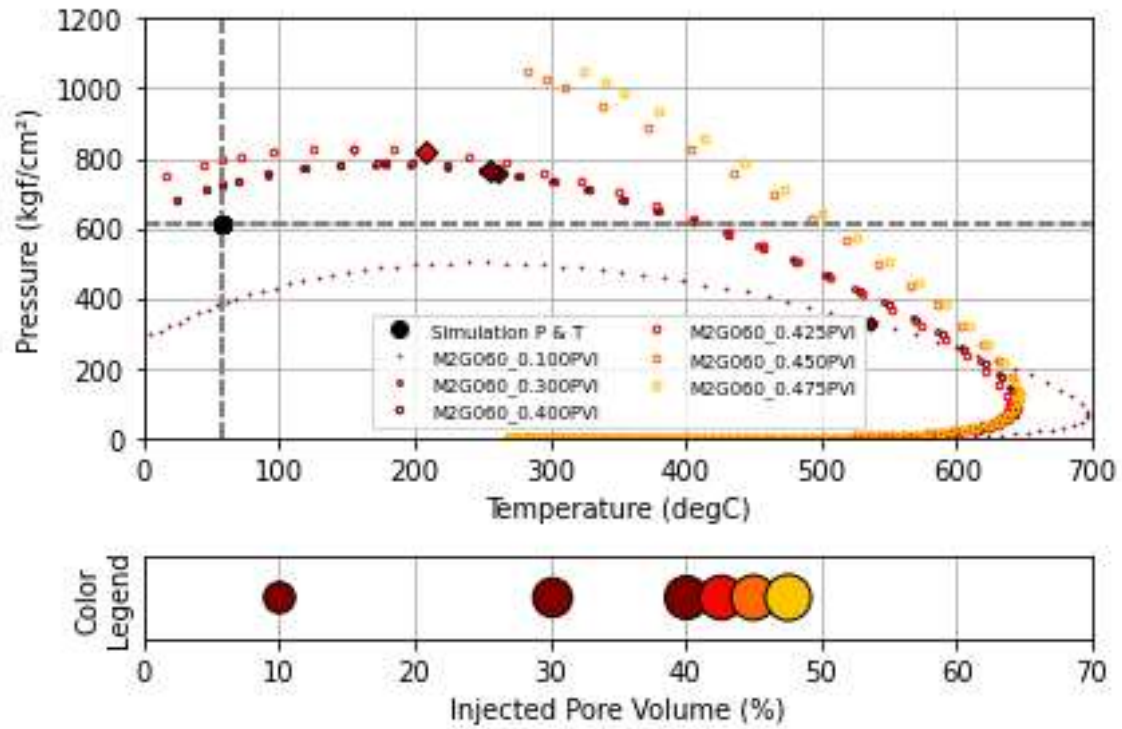 1200
1000
800
600
400
200
0
Pressure (kgf/cm²)
Simulation P & T
M2G060_0.100PVI
M2G060_0.300PVI
M2G060_0.400PVI
M2G060_0.425PVI
M2G060_0.450PVI
M2G060_0.475PVI
0 100 200 300 400 500 600 700
Temperature (degC)
Color
Legend
0 10 20 30 40 50 60 70
Injected Pore Volume (%)